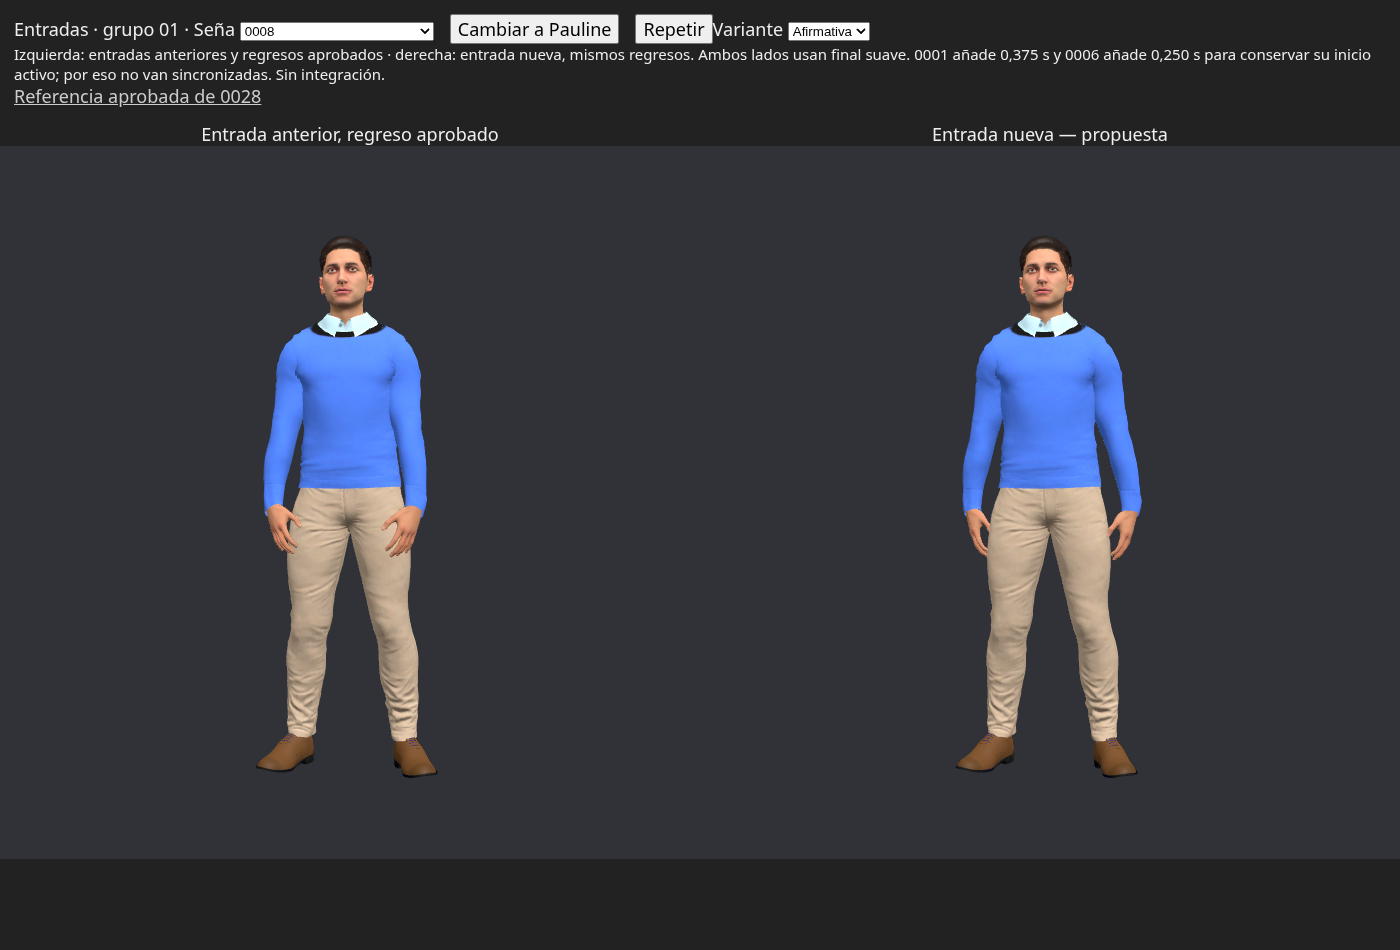 Entradas · grupo 01 · Seña 0008 Cambiar a Pauline Repetir Variante Afirmativa
Izquierda: entradas anteriores y regresos aprobados · derecha: entrada nueva, mismos regresos. Ambos lados usan final suave. 0001 añade 0,375 s y 0006 añade 0,250 s para conservar su inicio
activo; por eso no van sincronizadas. Sin integración.
Referencia aprobada de 0028
Entrada anterior, regreso aprobado
Entrada nueva — propuesta